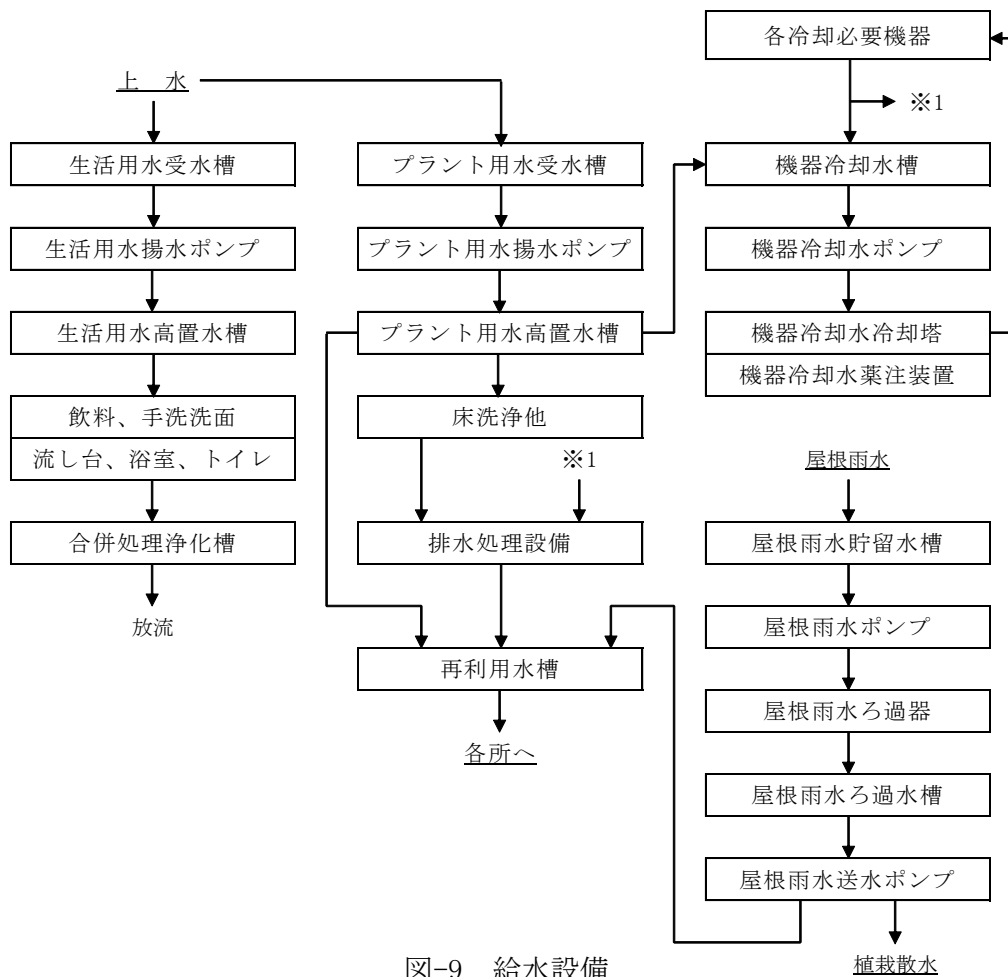 上　水
生活用水受水槽
生活用水揚水ポンプ
生活用水高置水槽
飲料、手洗洗面
流し台、浴室、トイレ
合併処理浄化槽
放流
プラント用水受水槽
プラント用水揚水ポンプ
プラント用水高置水槽
床洗浄他
※1
排水処理設備
再利用水槽
各所へ
各冷却必要機器
※1
機器冷却水槽
機器冷却水ポンプ
機器冷却水冷却塔
機器冷却水薬注装置
屋根雨水
屋根雨水貯留水槽
屋根雨水ポンプ
屋根雨水ろ過器
屋根雨水ろ過水槽
屋根雨水送水ポンプ
植栽散水
図-9　給水設備